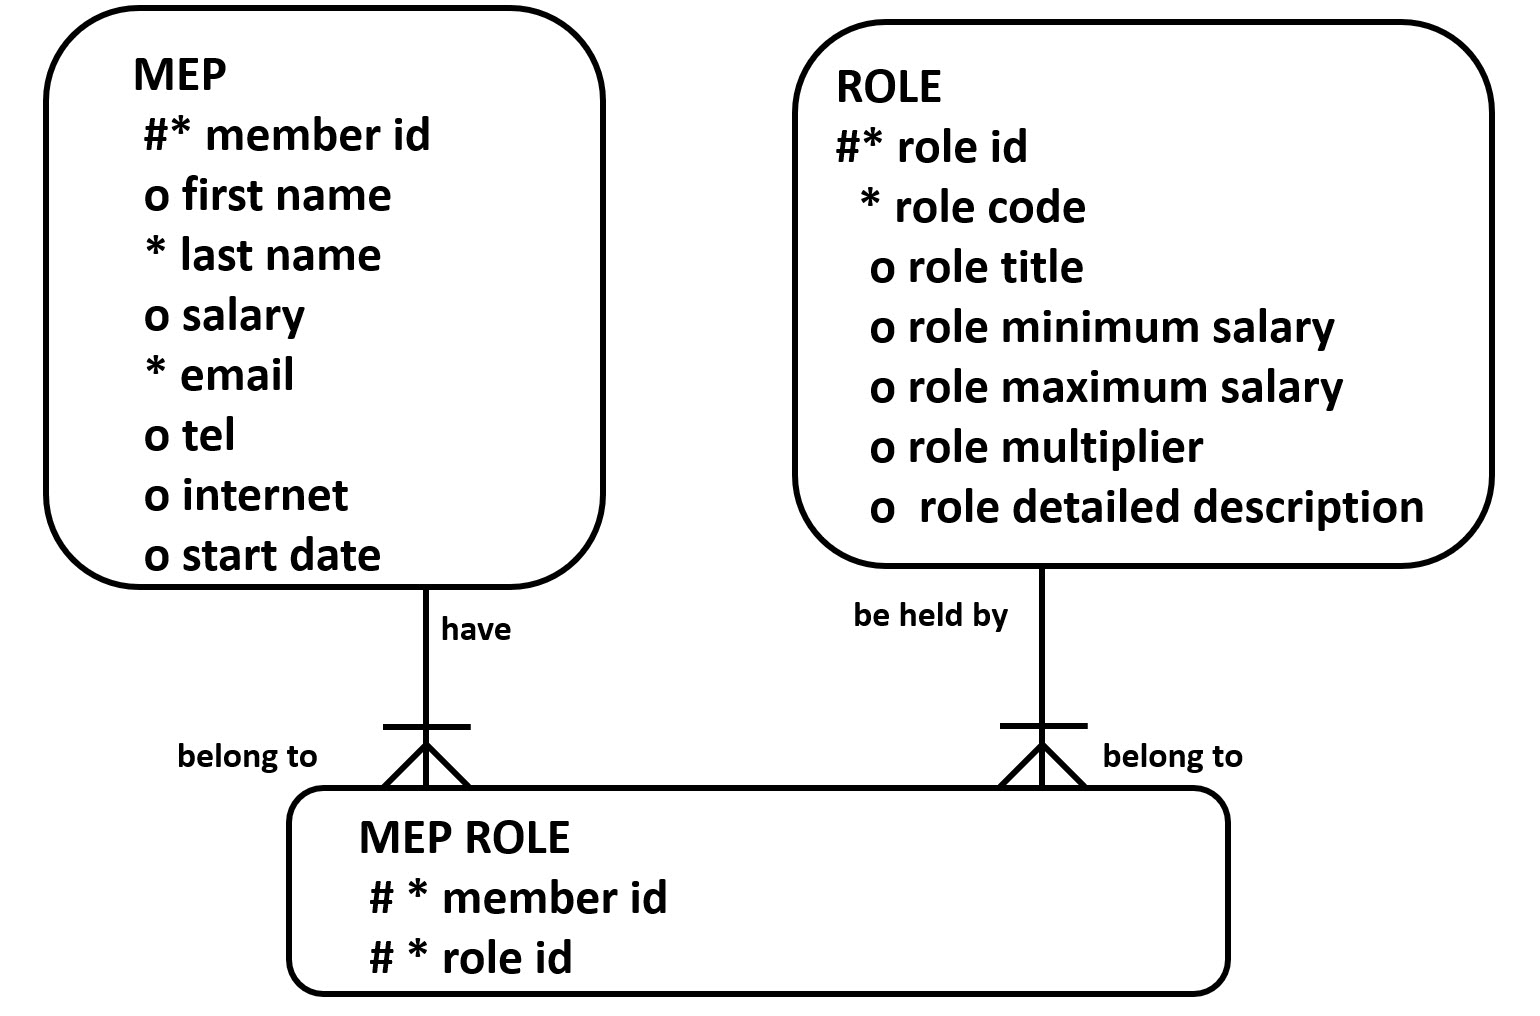 MEP
#* member id
o first name
* last name
o salary
* email
o tel
o internet
o start date
ROLE
#* role id
* role code
o role title
o role minimum salary
o role maximum salary
o role multiplier
o role detailed description
have
be held by
belong to
belong to
MEP ROLE
# * member id
# * role id